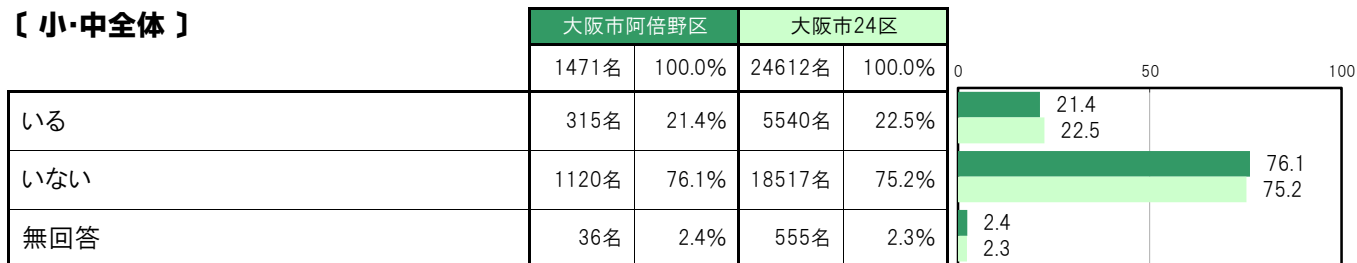 〔 小・中全体 〕
大阪市阿倍野区 大阪市24区
1471名 100.0% 24612名 100.0%
0 50 100
いる 315名 21.4% 5540名 22.5%
21.4
22.5
いない 1120名 76.1% 18517名 75.2%
76.1
75.2
無回答 36名 2.4% 555名 2.3%
2.4
2.3